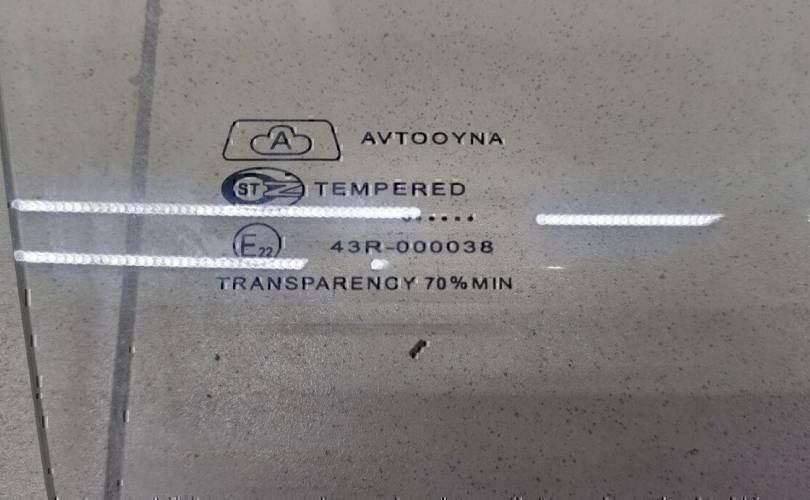 A AVTOOYNA
ST TEMPERED
E22 43R-000038
TRANSPARENCY 70%MIN